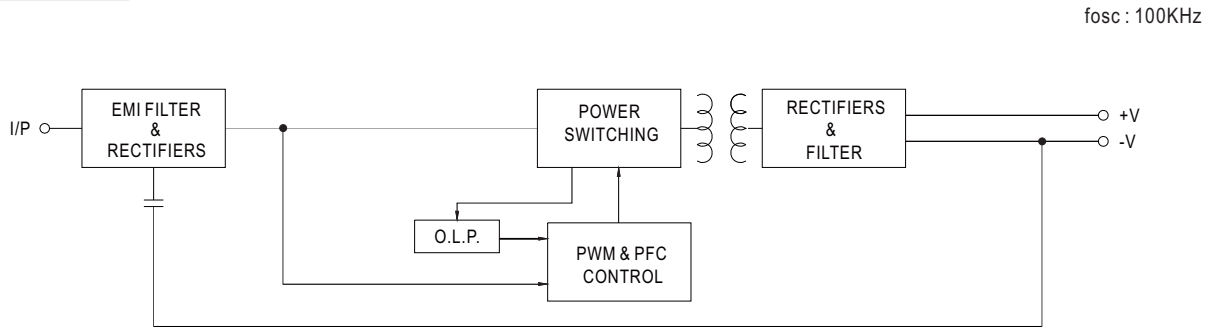 fosc : 100KHz
I/P
EMI FILTER
&
RECTIFIERS
POWER
SWITCHING
RECTIFIERS
&
FILTER
+V
-V
O.L.P.
PWM & PFC
CONTROL